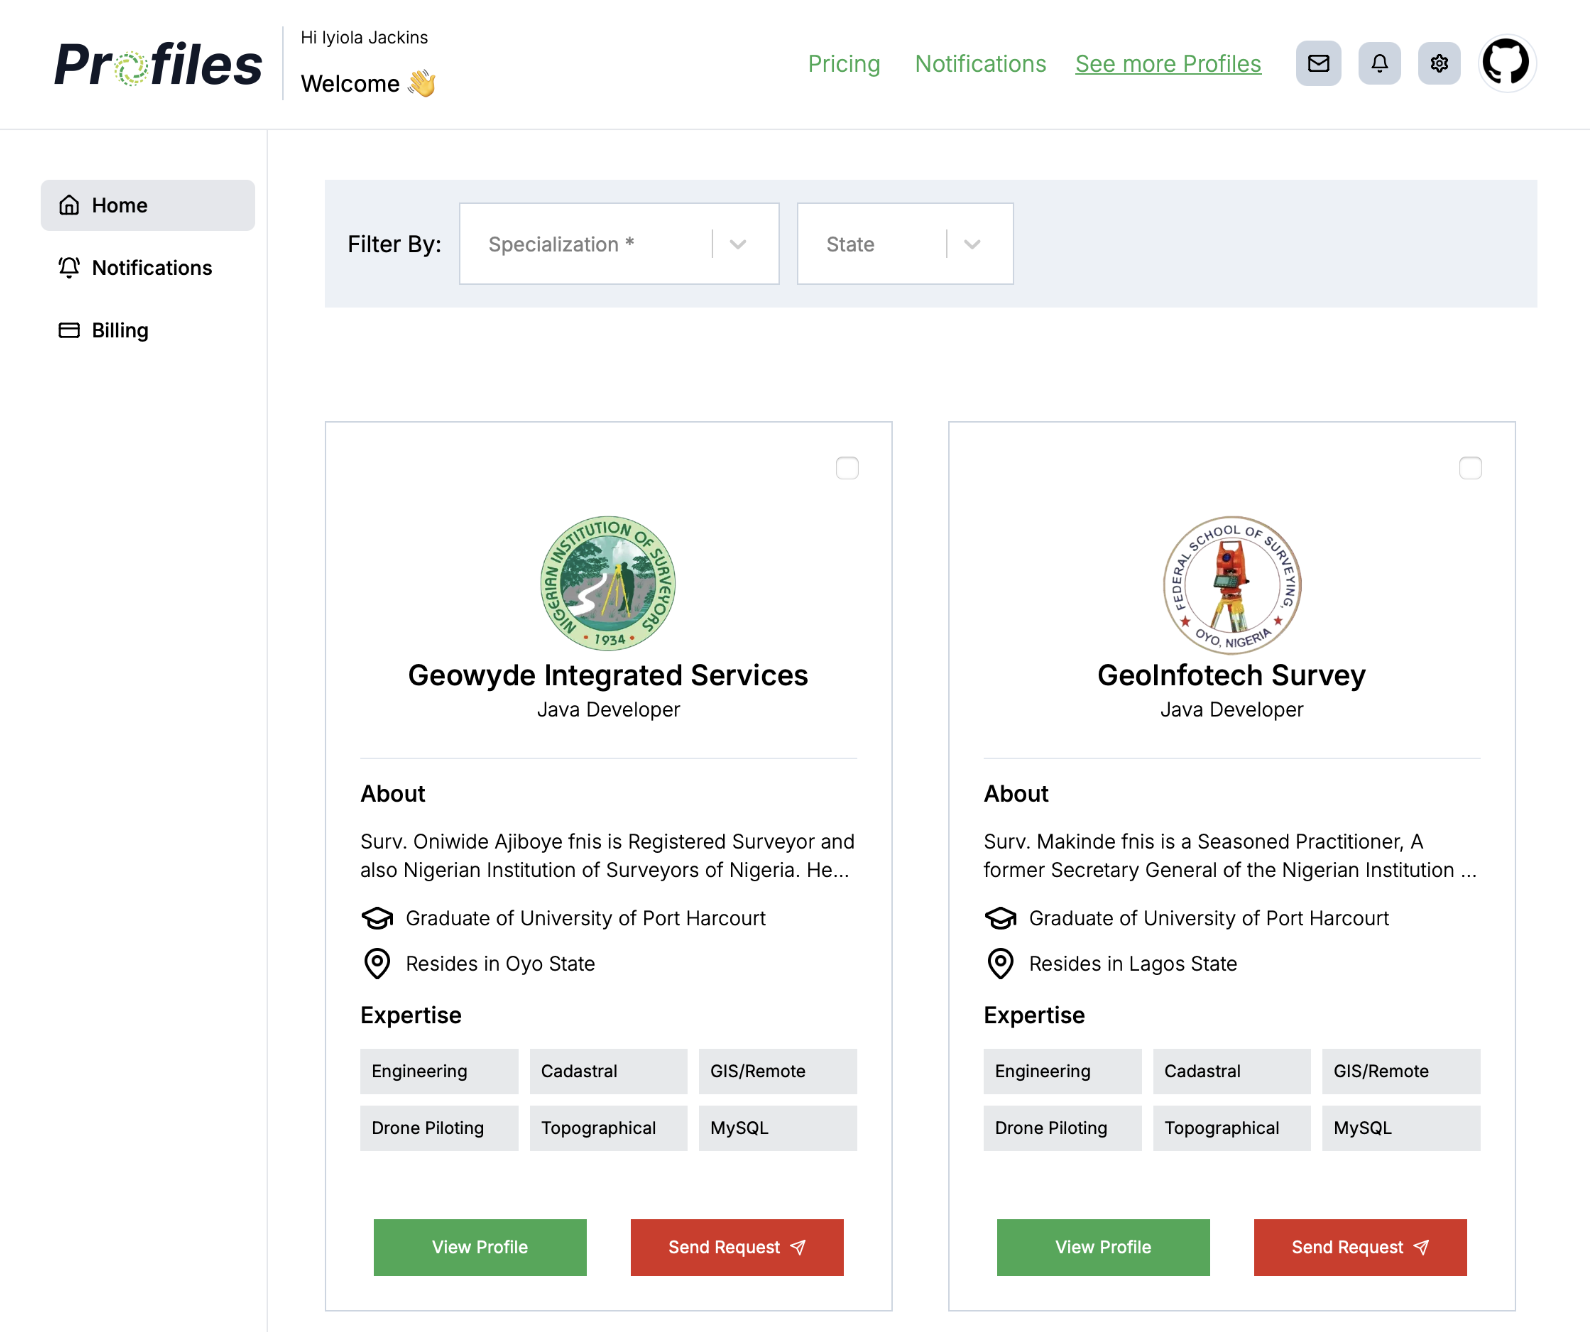 Profiles
Hi Iyiola Jackins
Welcome 👋
Pricing
Notifications
See more Profiles
Home
Notifications
Billing
Filter By:
Specialization *
State
NIGERIAN INSTITUTION OF SURVEYORS
1934
Geowyde Integrated Services
Java Developer
About
Surv. Oniwide Ajiboye fnis is Registered Surveyor and
also Nigerian Institution of Surveyors of Nigeria. He...
Graduate of University of Port Harcourt
Resides in Oyo State
Expertise
Engineering
Cadastral
GIS/Remote
Drone Piloting
Topographical
MySQL
View Profile
Send Request
FEDERAL SCHOOL OF SURVEYING,
OYO, NIGERIA
GeoInfotech Survey
Java Developer
About
Surv. Makinde fnis is a Seasoned Practitioner, A
former Secretary General of the Nigerian Institution ...
Graduate of University of Port Harcourt
Resides in Lagos State
Expertise
Engineering
Cadastral
GIS/Remote
Drone Piloting
Topographical
MySQL
View Profile
Send Request